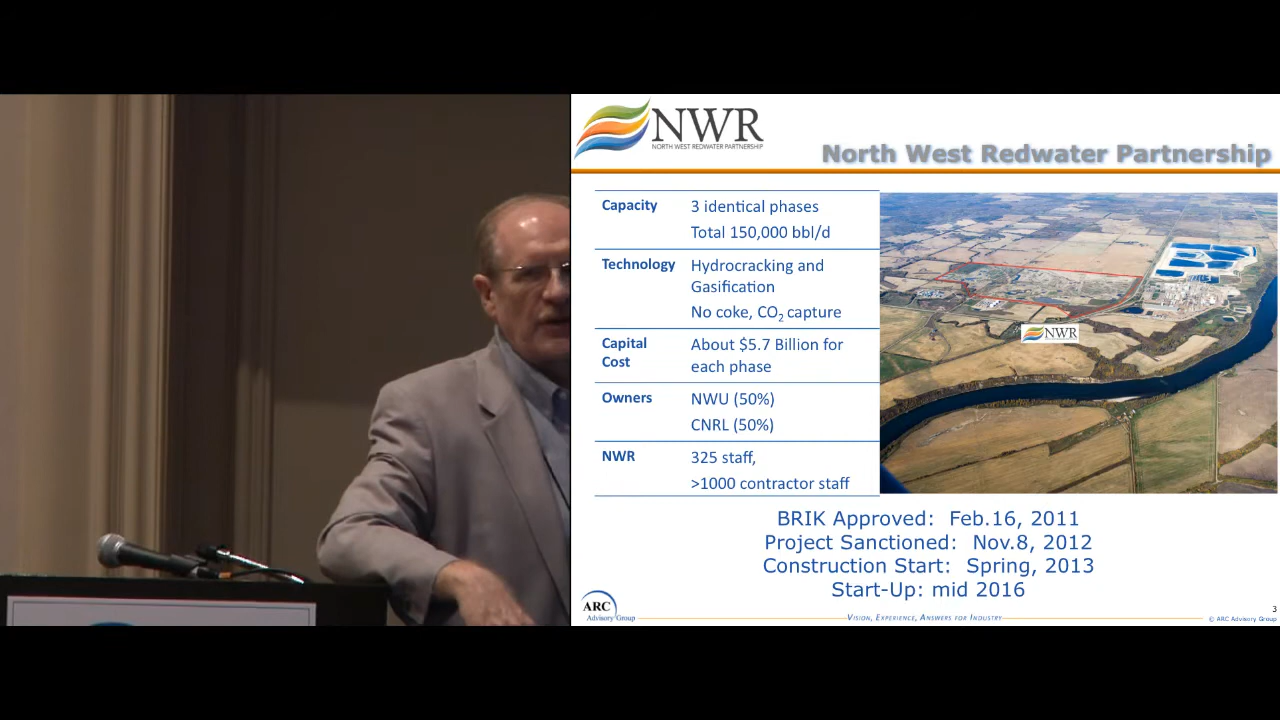 NWR
NORTH WEST REDWATER PARTNERSHIP
North West Redwater Partnership
Capacity
3 identical phases
Total 150,000 bbl/d
Technology
Hydrocracking and
Gasification
No coke, CO₂ capture
Capital
Cost
About $5.7 Billion for
each phase
Owners
NWU (50%)
CNRL (50%)
NWR
325 staff,
>1000 contractor staff
NWR
BRIK Approved: Feb.16, 2011
Project Sanctioned: Nov.8, 2012
Construction Start: Spring, 2013
Start-Up: mid 2016
ARC
Advisory Group
VISION, EXPERIENCE, ANSWERS FOR INDUSTRY
3
© ARC Advisory Group